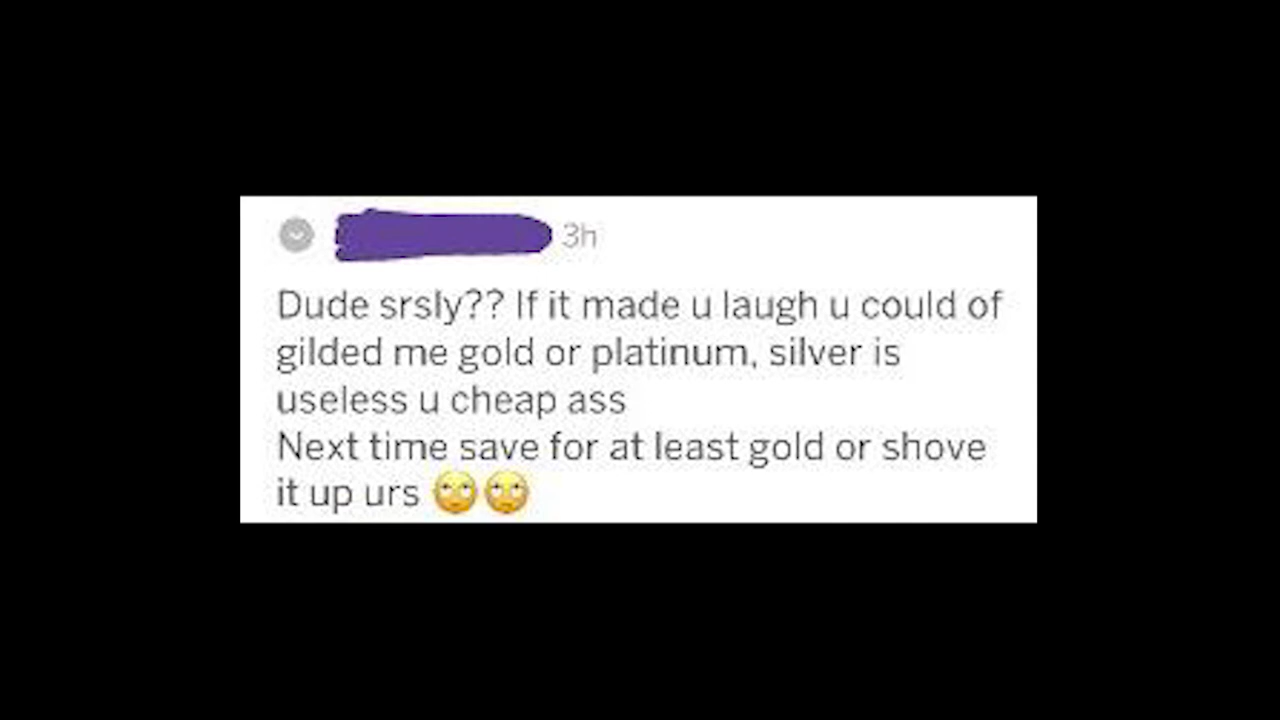 3h
Dude srsly?? If it made u laugh u could of
gilded me gold or platinum, silver is
useless u cheap ass
Next time save for at least gold or shove
it up urs 🙄🙄